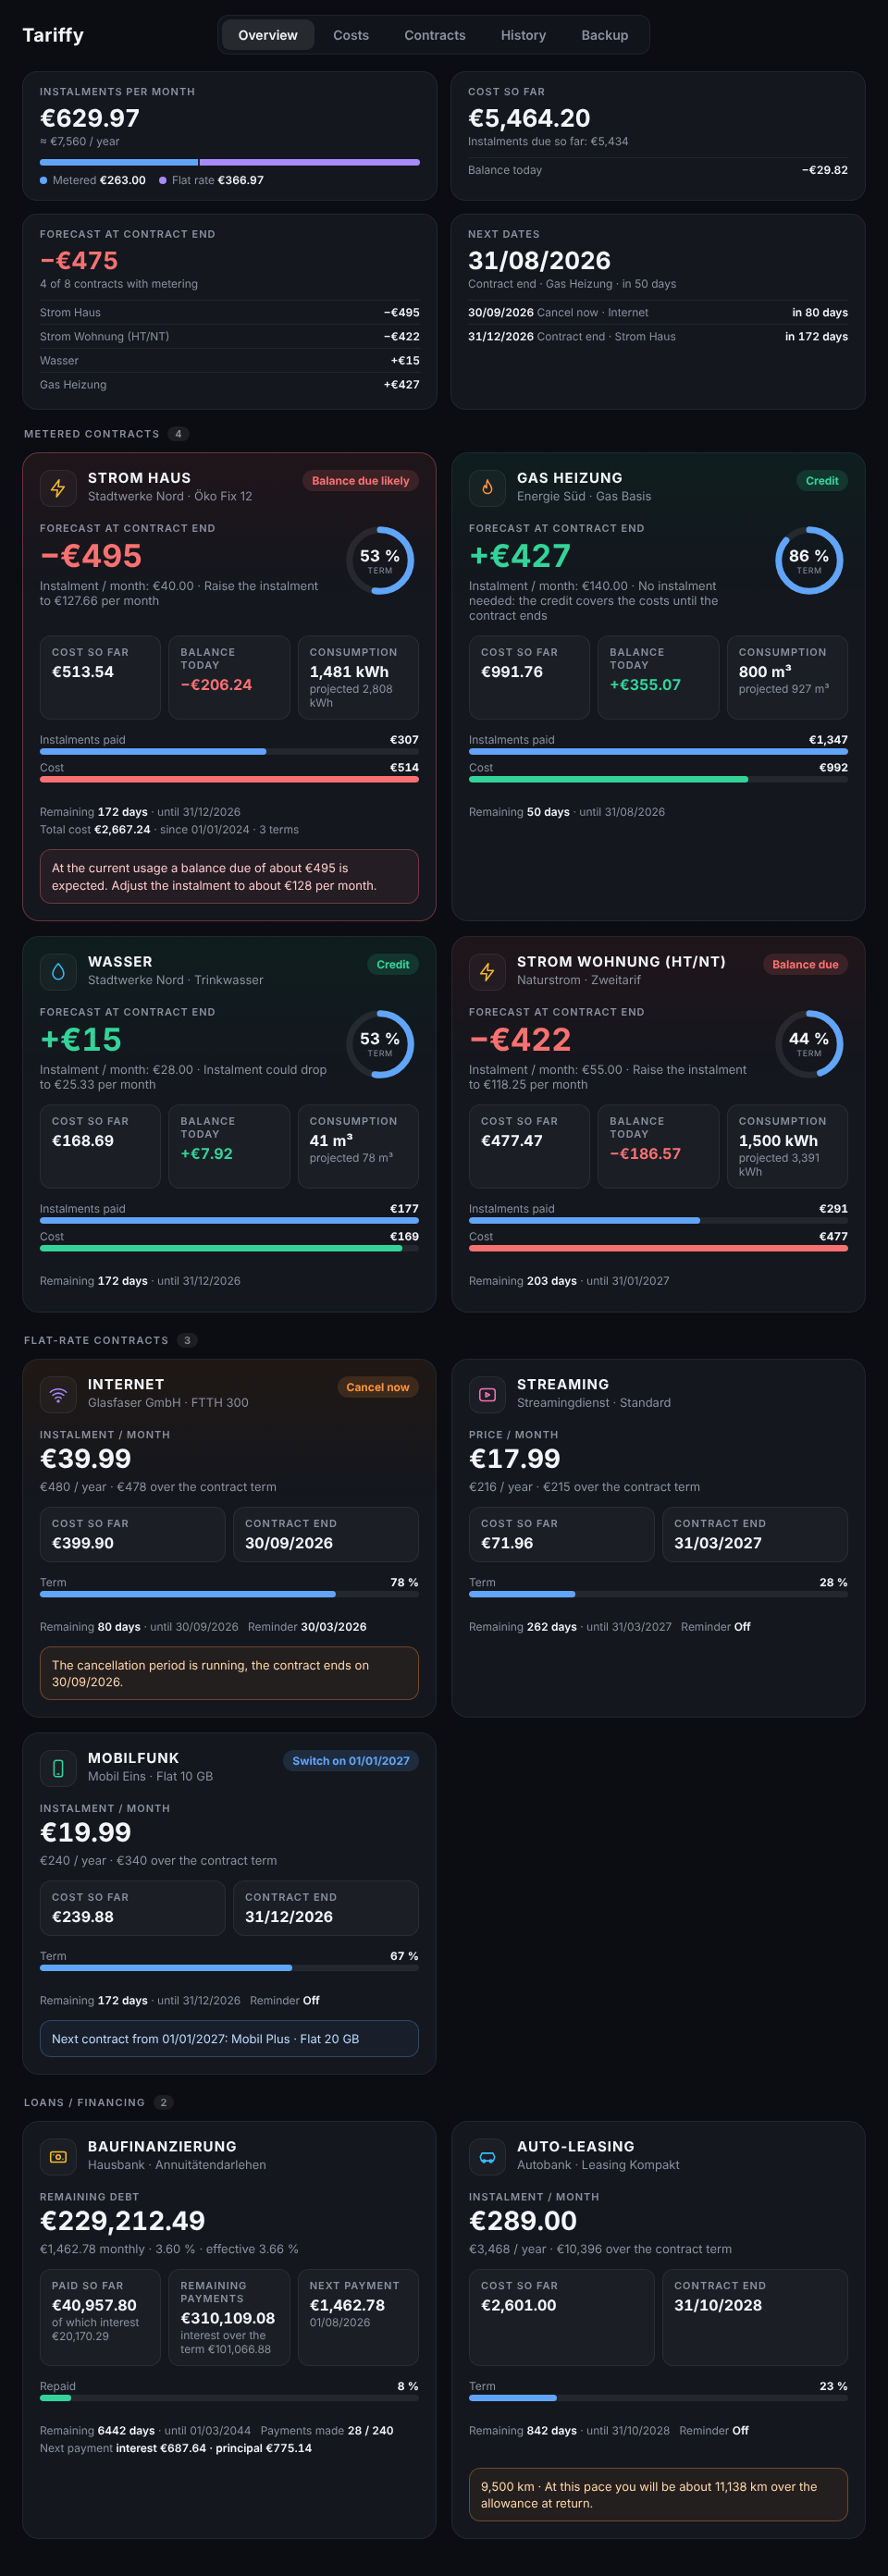 Tariffy
Overview
Costs
Contracts
History
Backup
INSTALMENTS PER MONTH
€629.97
≈ €7,560 / year
Metered €263.00
Flat rate €366.97
COST SO FAR
€5,464.20
Instalments due so far: €5,434
Balance today −€29.82
FORECAST AT CONTRACT END
−€475
4 of 8 contracts with metering
Strom Haus −€495
Strom Wohnung (HT/NT) −€422
Wasser +€15
Gas Heizung +€427
NEXT DATES
31/08/2026
Contract end · Gas Heizung · in 50 days
30/09/2026 Cancel now · Internet in 80 days
31/12/2026 Contract end · Strom Haus in 172 days
METERED CONTRACTS 4
STROM HAUS
Stadtwerke Nord · Öko Fix 12
Balance due likely
FORECAST AT CONTRACT END
−€495
Instalment / month: €40.00 · Raise the instalment
to €127.66 per month
53 %
TERM
COST SO FAR
€513.54
BALANCE
TODAY
−€206.24
CONSUMPTION
1,481 kWh
projected 2,808
kWh
Instalments paid €307
Cost €514
Remaining 172 days · until 31/12/2026
Total cost €2,667.24 · since 01/01/2024 · 3 terms
At the current usage a balance due of about €495 is
expected. Adjust the instalment to about €128 per month.
GAS HEIZUNG
Energie Süd · Gas Basis
Credit
FORECAST AT CONTRACT END
+€427
Instalment / month: €140.00 · No instalment
needed: the credit covers the costs until the
contract ends
86 %
TERM
COST SO FAR
€991.76
BALANCE
TODAY
+€355.07
CONSUMPTION
800 m³
projected 927 m³
Instalments paid €1,347
Cost €992
Remaining 50 days · until 31/08/2026
WASSER
Stadtwerke Nord · Trinkwasser
Credit
FORECAST AT CONTRACT END
+€15
Instalment / month: €28.00 · Instalment could drop
to €25.33 per month
53 %
TERM
COST SO FAR
€168.69
BALANCE
TODAY
+€7.92
CONSUMPTION
41 m³
projected 78 m³
Instalments paid €177
Cost €169
Remaining 172 days · until 31/12/2026
STROM WOHNUNG (HT/NT)
Naturstrom · Zweitarif
Balance due
FORECAST AT CONTRACT END
−€422
Instalment / month: €55.00 · Raise the instalment
to €118.25 per month
44 %
TERM
COST SO FAR
€477.47
BALANCE
TODAY
−€186.57
CONSUMPTION
1,500 kWh
projected 3,391
kWh
Instalments paid €291
Cost €477
Remaining 203 days · until 31/01/2027
FLAT-RATE CONTRACTS 3
INTERNET
Glasfaser GmbH · FTTH 300
Cancel now
INSTALMENT / MONTH
€39.99
€480 / year · €478 over the contract term
COST SO FAR
€399.90
CONTRACT END
30/09/2026
Term 78 %
Remaining 80 days · until 30/09/2026 Reminder 30/03/2026
The cancellation period is running, the contract ends on
30/09/2026.
STREAMING
Streamingdienst · Standard
PRICE / MONTH
€17.99
€216 / year · €215 over the contract term
COST SO FAR
€71.96
CONTRACT END
31/03/2027
Term 28 %
Remaining 262 days · until 31/03/2027 Reminder Off
MOBILFUNK
Mobil Eins · Flat 10 GB
Switch on 01/01/2027
INSTALMENT / MONTH
€19.99
€240 / year · €340 over the contract term
COST SO FAR
€239.88
CONTRACT END
31/12/2026
Term 67 %
Remaining 172 days · until 31/12/2026 Reminder Off
Next contract from 01/01/2027: Mobil Plus · Flat 20 GB
LOANS / FINANCING 2
BAUFINANZIERUNG
Hausbank · Annuitätendarlehen
REMAINING DEBT
€229,212.49
€1,462.78 monthly · 3.60 % · effective 3.66 %
PAID SO FAR
€40,957.80
of which interest
€20,170.29
REMAINING
PAYMENTS
€310,109.08
interest over the
term €101,066.88
NEXT PAYMENT
€1,462.78
01/08/2026
Repaid 8 %
Remaining 6442 days · until 01/03/2044 Payments made 28 / 240
Next payment interest €687.64 · principal €775.14
AUTO-LEASING
Autobank · Leasing Kompakt
INSTALMENT / MONTH
€289.00
€3,468 / year · €10,396 over the contract term
COST SO FAR
€2,601.00
CONTRACT END
31/10/2028
Term 23 %
Remaining 842 days · until 31/10/2028 Reminder Off
9,500 km · At this pace you will be about 11,138 km over the
allowance at return.